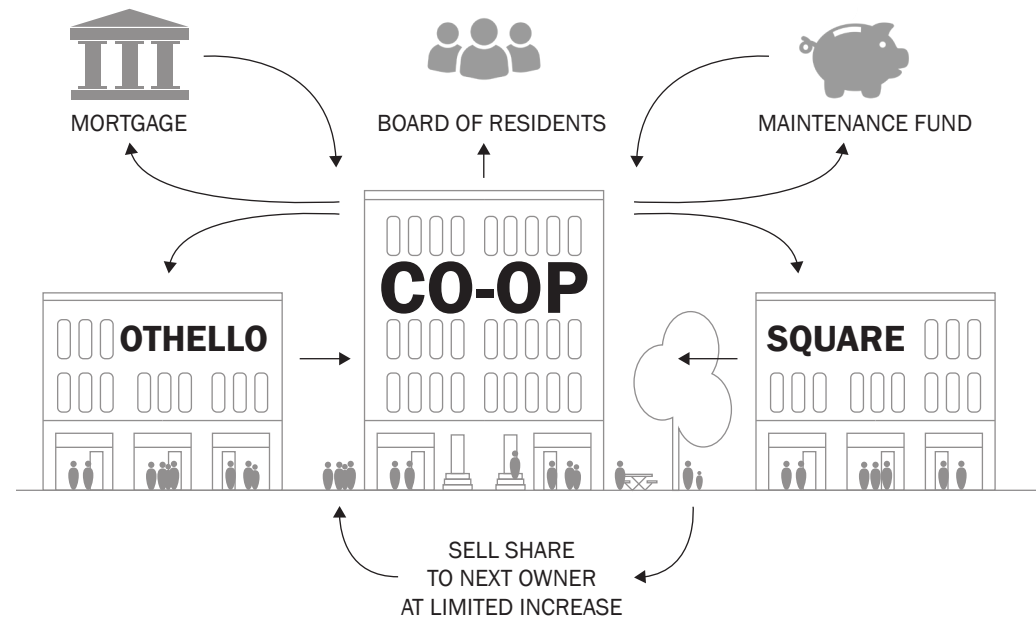 MORTGAGE
BOARD OF RESIDENTS
MAINTENANCE FUND
CO-OP
OTHELLO
SQUARE
SELL SHARE
TO NEXT OWNER
AT LIMITED INCREASE